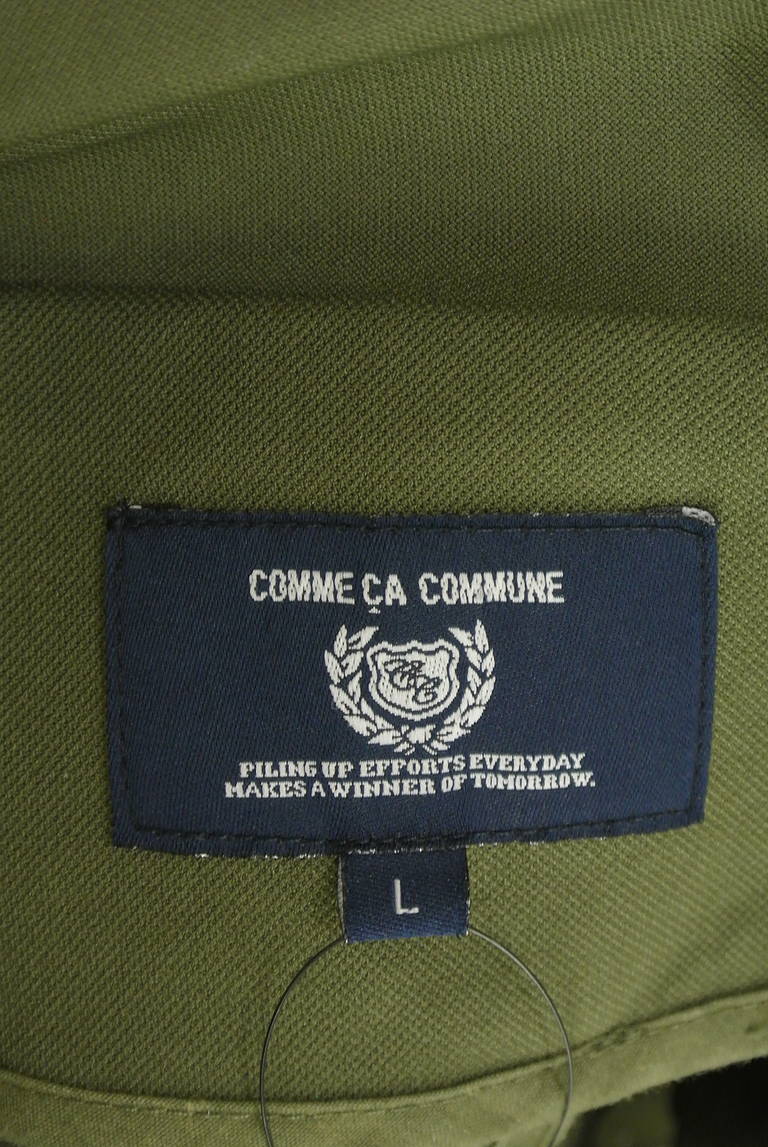 COMME ÇA COMMUNE
PILING UP EFFORTS EVERYDAY
MAKES A WINNER OF TOMORROW.
L